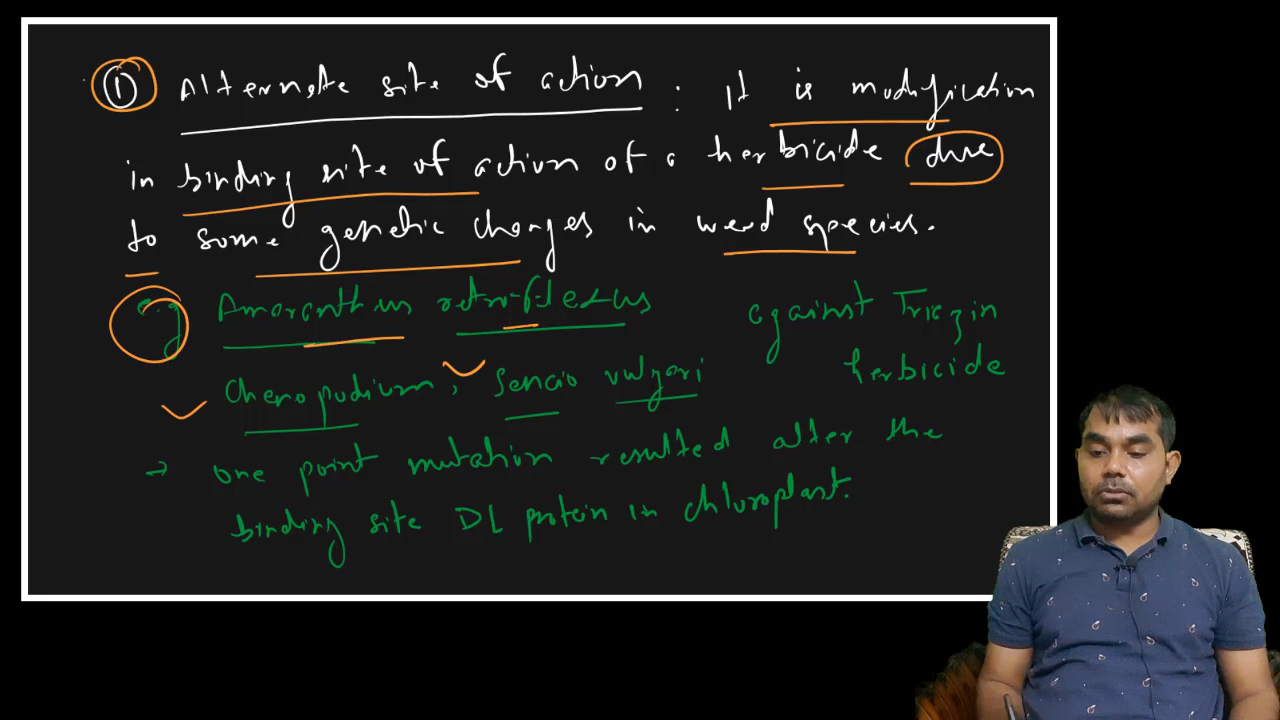 ① Alternate site of action : It is modification
in binding site of action of a herbicide due
to some genetic changes in weed species.
e.g Amaranthus retroflexus against Triazin
Chenopodium, Sencio vulgari herbicide
→ one point mutation resulted alter the
binding site DL protein in chloroplast.